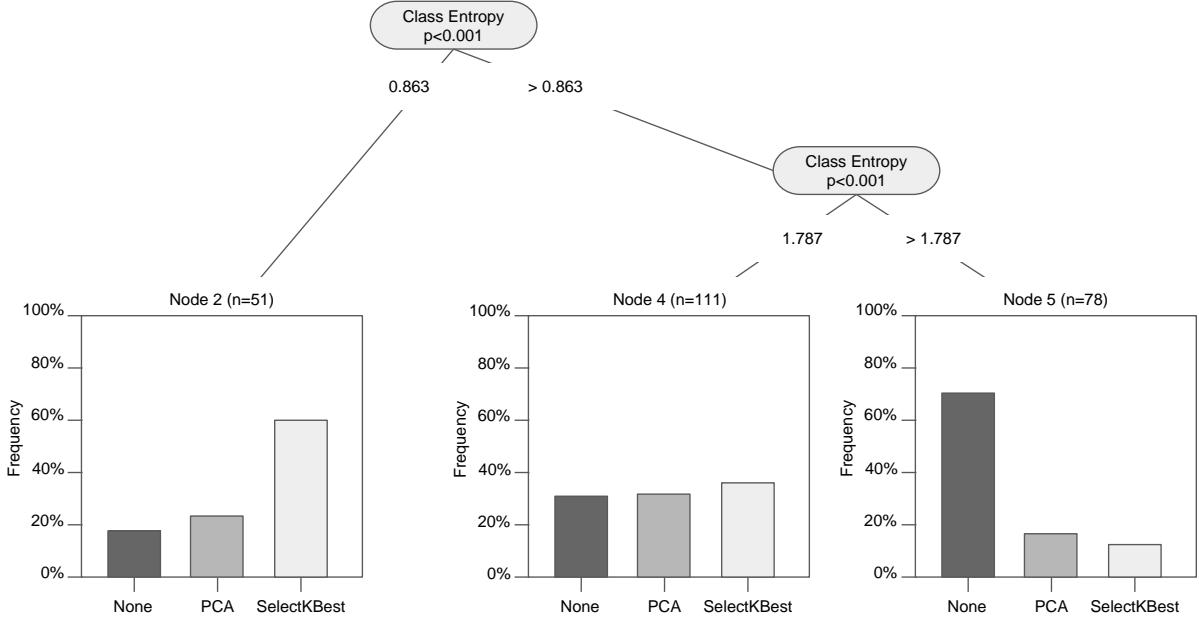 Class Entropy
p<0.001
0.863
> 0.863
Class Entropy
p<0.001
1.787
> 1.787
Node 2 (n=51)
100%
80%
60%
40%
20%
0%
Frequency
None
PCA
SelectKBest
Node 4 (n=111)
100%
80%
60%
40%
20%
0%
Frequency
None
PCA
SelectKBest
Node 5 (n=78)
100%
80%
60%
40%
20%
0%
Frequency
None
PCA
SelectKBest